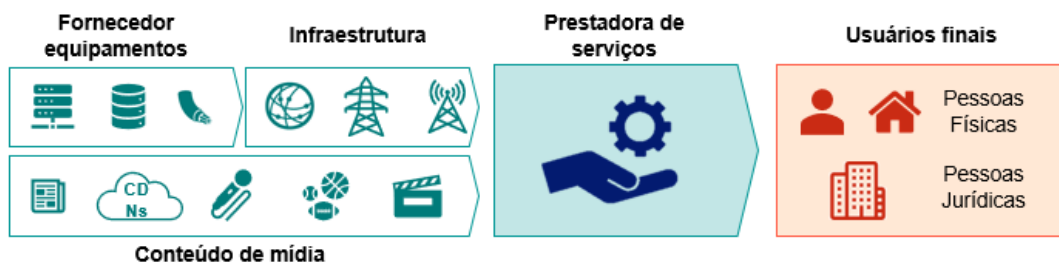 Fornecedor
equipamentos
Infraestrutura
Prestadora de
serviços
Usuários finais
Pessoas
Físicas
CD
Ns
Pessoas
Jurídicas
Conteúdo de mídia